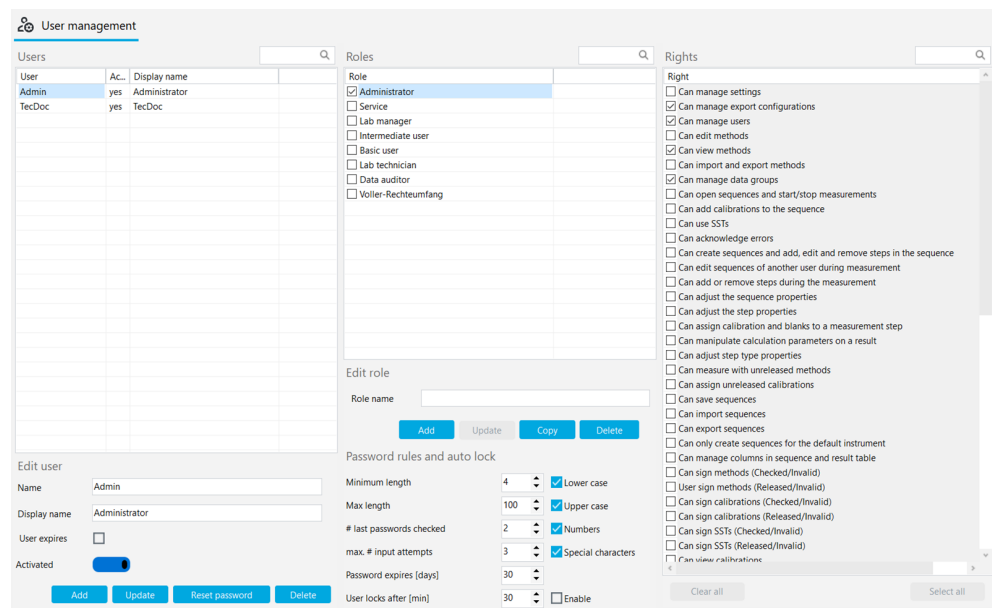 User management
Users
User Ac... Display name
Admin yes Administrator
TecDoc yes TecDoc
Edit user
Name Admin
Display name Administrator
User expires
Activated
Add Update Reset password Delete
Roles
Role
Administrator
Service
Lab manager
Intermediate user
Basic user
Lab technician
Data auditor
Voller-Rechteumfang
Edit role
Role name
Add Update Copy Delete
Password rules and auto lock
Minimum length 4 Lower case
Max length 100 Upper case
# last passwords checked 2 Numbers
max. # input attempts 3 Special characters
Password expires [days] 30
User locks after [min] 30 Enable
Rights
Right
Can manage settings
Can manage export configurations
Can manage users
Can edit methods
Can view methods
Can import and export methods
Can manage data groups
Can open sequences and start/stop measurements
Can add calibrations to the sequence
Can use SSTs
Can acknowledge errors
Can create sequences and add, edit and remove steps in the sequence
Can edit sequences of another user during measurement
Can add or remove steps during the measurement
Can adjust the sequence properties
Can adjust the step properties
Can assign calibration and blanks to a measurement step
Can manipulate calculation parameters on a result
Can adjust step type properties
Can measure with unreleased methods
Can assign unreleased calibrations
Can save sequences
Can import sequences
Can export sequences
Can only create sequences for the default instrument
Can manage columns in sequence and result table
Can sign methods (Checked/Invalid)
User sign methods (Released/Invalid)
Can sign calibrations (Checked/Invalid)
Can sign calibrations (Released/Invalid)
Can sign SSTs (Checked/Invalid)
Can sign SSTs (Released/Invalid)
Can view calibrations
Clear all Select all